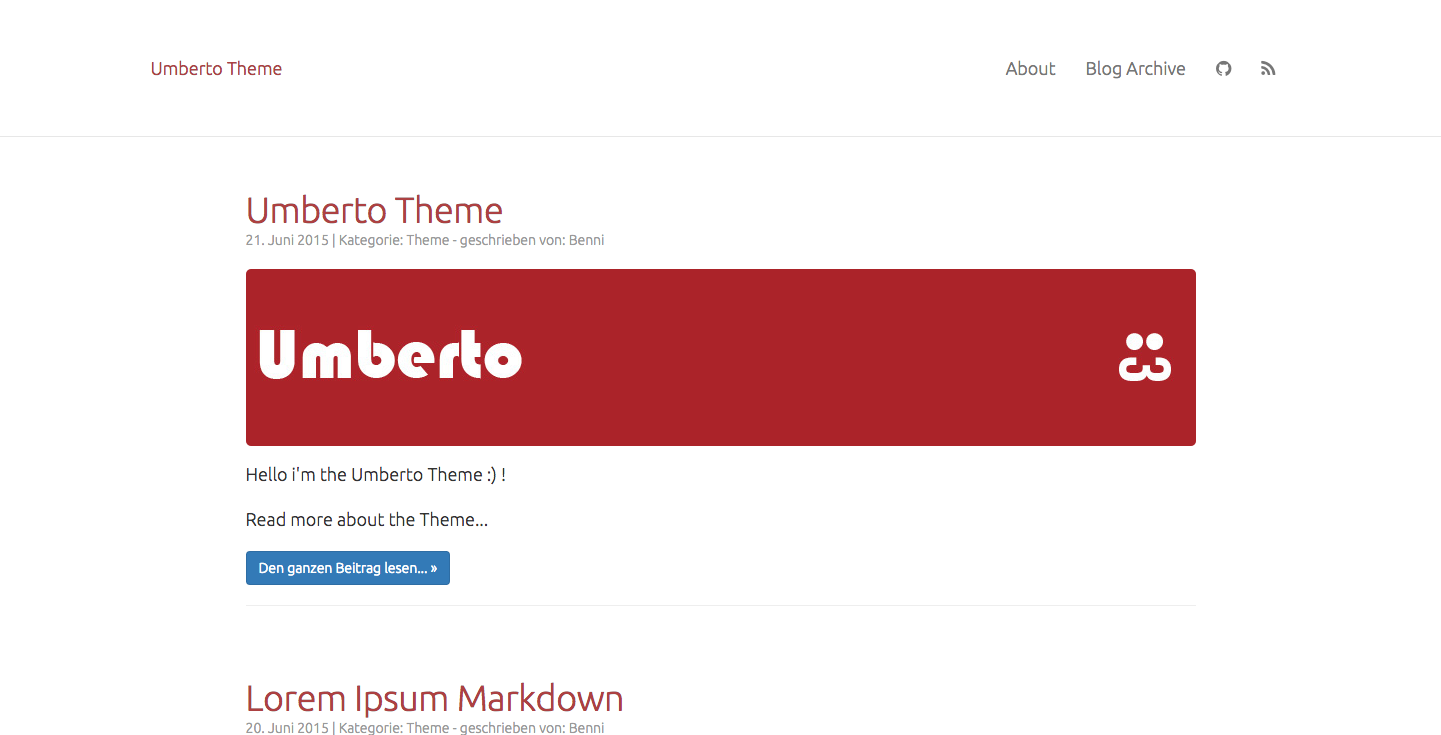 Umberto Theme
About
Blog Archive
Umberto Theme
21. Juni 2015 | Kategorie: Theme - geschrieben von: Benni
Umberto
Hello i'm the Umberto Theme :) !
Read more about the Theme...
Den ganzen Beitrag lesen... »
Lorem Ipsum Markdown
20. Juni 2015 | Kategorie: Theme - geschrieben von: Benni